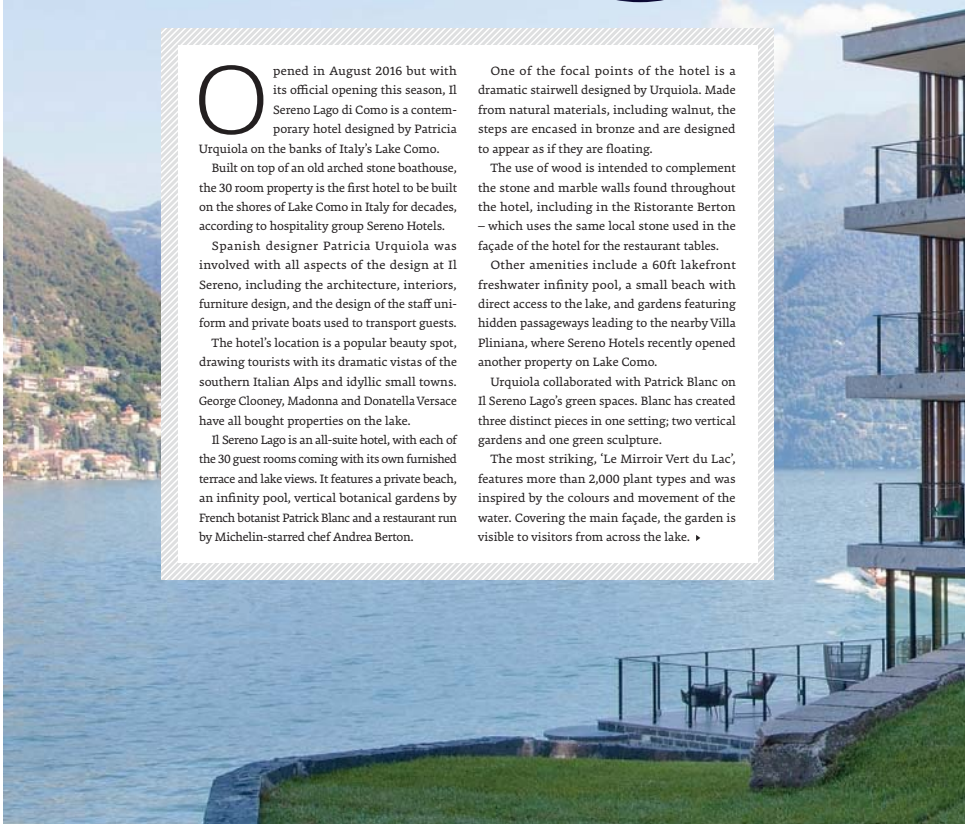 Opened in August 2016 but with
its official opening this season, Il
Sereno Lago di Como is a contem-
porary hotel designed by Patricia
Urquiola on the banks of Italy's Lake Como.
Built on top of an old arched stone boathouse,
the 30 room property is the first hotel to be built
on the shores of Lake Como in Italy for decades,
according to hospitality group Sereno Hotels.
Spanish designer Patricia Urquiola was
involved with all aspects of the design at Il
Sereno, including the architecture, interiors,
furniture design, and the design of the staff uni-
form and private boats used to transport guests.
The hotel's location is a popular beauty spot,
drawing tourists with its dramatic vistas of the
southern Italian Alps and idyllic small towns.
George Clooney, Madonna and Donatella Versace
have all bought properties on the lake.
Il Sereno Lago is an all-suite hotel, with each of
the 30 guest rooms coming with its own furnished
terrace and lake views. It features a private beach,
an infinity pool, vertical botanical gardens by
French botanist Patrick Blanc and a restaurant run
by Michelin-starred chef Andrea Berton.
One of the focal points of the hotel is a
dramatic stairwell designed by Urquiola. Made
from natural materials, including walnut, the
steps are encased in bronze and are designed
to appear as if they are floating.
The use of wood is intended to complement
the stone and marble walls found throughout
the hotel, including in the Ristorante Berton
– which uses the same local stone used in the
façade of the hotel for the restaurant tables.
Other amenities include a 60ft lakefront
freshwater infinity pool, a small beach with
direct access to the lake, and gardens featuring
hidden passageways leading to the nearby Villa
Pliniana, where Sereno Hotels recently opened
another property on Lake Como.
Urquiola collaborated with Patrick Blanc on
Il Sereno Lago's green spaces. Blanc has created
three distinct pieces in one setting; two vertical
gardens and one green sculpture.
The most striking, 'Le Mirroir Vert du Lac',
features more than 2,000 plant types and was
inspired by the colours and movement of the
water. Covering the main façade, the garden is
visible to visitors from across the lake. ▸